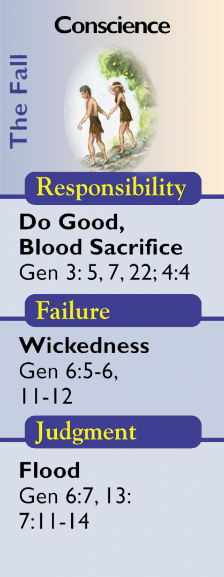 Conscience
The Fall
Responsibility
Do Good,
Blood Sacrifice
Gen 3: 5, 7, 22; 4:4
Failure
Wickedness
Gen 6:5-6,
11-12
Judgment
Flood
Gen 6:7, 13:
7:11-14